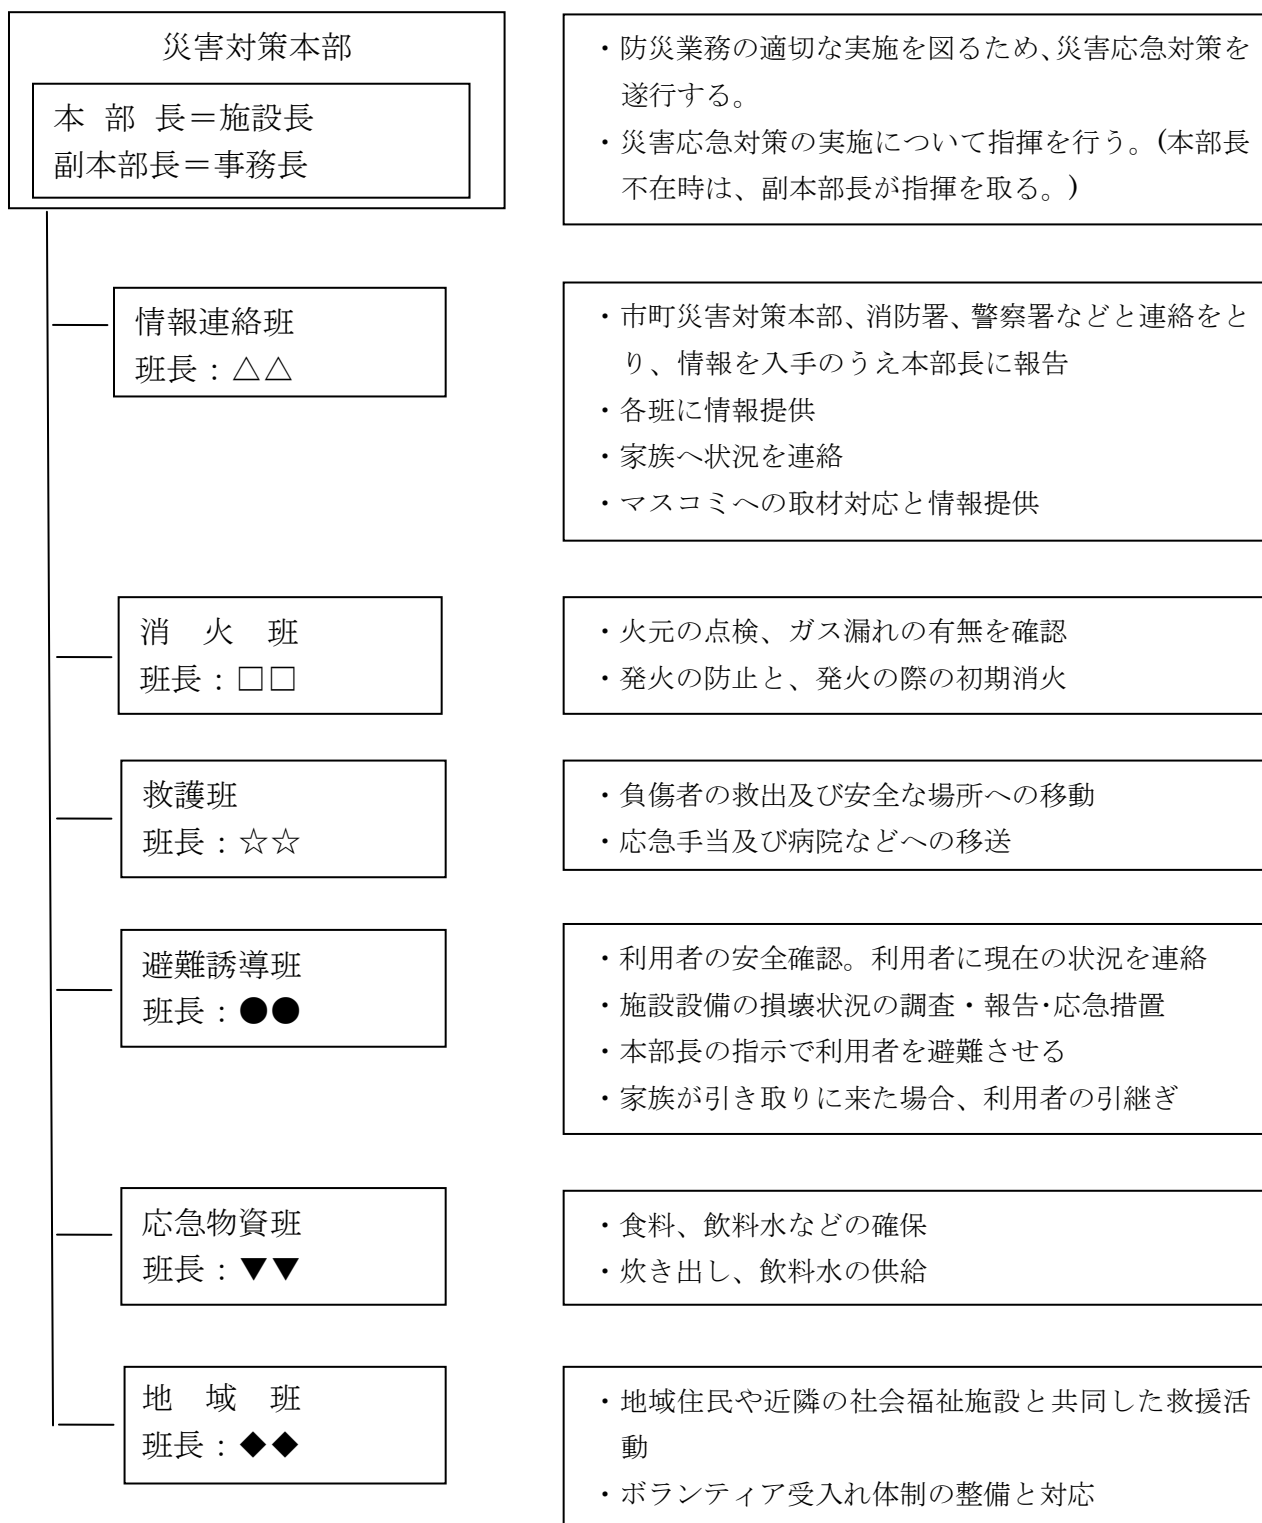 災害対策本部
本 部 長＝施設長
副本部長＝事務長
・防災業務の適切な実施を図るため、災害応急対策を
遂行する。
・災害応急対策の実施について指揮を行う。(本部長
不在時は、副本部長が指揮を取る。)
情報連絡班
班長：△△
・市町災害対策本部、消防署、警察署などと連絡をと
り、情報を入手のうえ本部長に報告
・各班に情報提供
・家族へ状況を連絡
・マスコミへの取材対応と情報提供
消　火　班
班長：□□
・火元の点検、ガス漏れの有無を確認
・発火の防止と、発火の際の初期消火
救護班
班長：☆☆
・負傷者の救出及び安全な場所への移動
・応急手当及び病院などへの移送
避難誘導班
班長：●●
・利用者の安全確認。利用者に現在の状況を連絡
・施設設備の損壊状況の調査・報告･応急措置
・本部長の指示で利用者を避難させる
・家族が引き取りに来た場合、利用者の引継ぎ
応急物資班
班長：▼▼
・食料、飲料水などの確保
・炊き出し、飲料水の供給
地　域　班
班長：◆◆
・地域住民や近隣の社会福祉施設と共同した救援活
動
・ボランティア受入れ体制の整備と対応